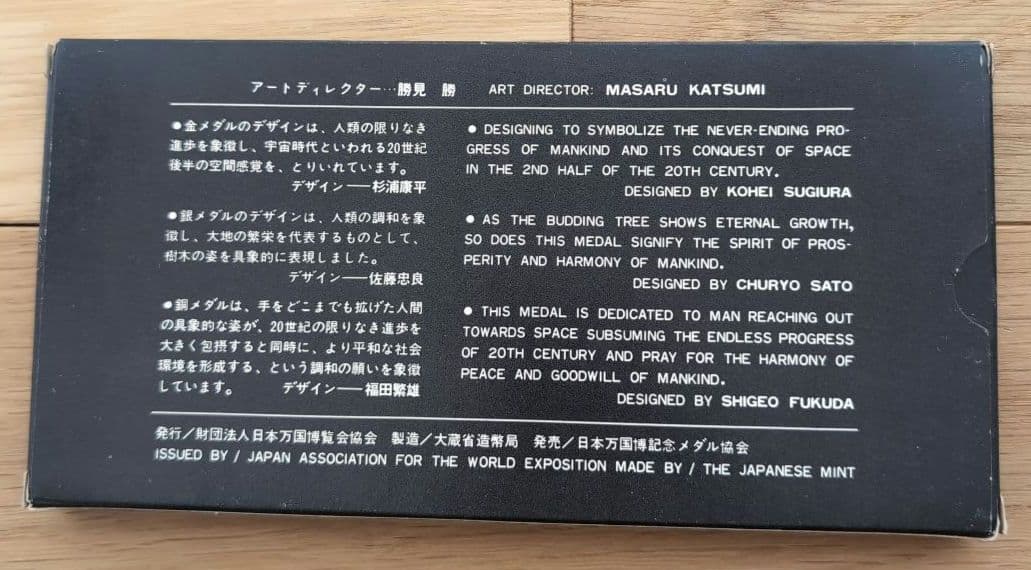 アートディレクター…勝見 勝 ART DIRECTOR: MASARU KATSUMI
●金メダルのデザインは、人類の限りなき
進歩を象徴し、宇宙時代といわれる20世紀
後半の空間感覚を、とりいれています。
デザイン──杉浦康平
●銀メダルのデザインは、人類の調和を象
徴し、大地の繁栄を代表するものとして、
樹木の姿を具象的に表現しました。
デザイン──佐藤忠良
●銅メダルは、手をどこまでも拡げた人間
の具象的な姿が、20世紀の限りなき進歩を
大きく包摂すると同時に、より平和な社会
環境を形成する、という調和の願いを象徴
しています。 デザイン──福田繁雄
● DESIGNING TO SYMBOLIZE THE NEVER-ENDING PRO-
GRESS OF MANKIND AND ITS CONQUEST OF SPACE
IN THE 2ND HALF OF THE 20TH CENTURY.
DESIGNED BY KOHEI SUGIURA
● AS THE BUDDING TREE SHOWS ETERNAL GROWTH,
SO DOES THIS MEDAL SIGNIFY THE SPIRIT OF PROS-
PERITY AND HARMONY OF MANKIND.
DESIGNED BY CHURYO SATO
● THIS MEDAL IS DEDICATED TO MAN REACHING OUT
TOWARDS SPACE SUBSUMING THE ENDLESS PROGRESS
OF 20TH CENTURY AND PRAY FOR THE HARMONY OF
PEACE AND GOODWILL OF MANKIND.
DESIGNED BY SHIGEO FUKUDA
発行／財団法人日本万国博覧会協会 製造／大蔵省造幣局 発売／日本万国博記念メダル協会
ISSUED BY / JAPAN ASSOCIATION FOR THE WORLD EXPOSITION MADE BY / THE JAPANESE MINT